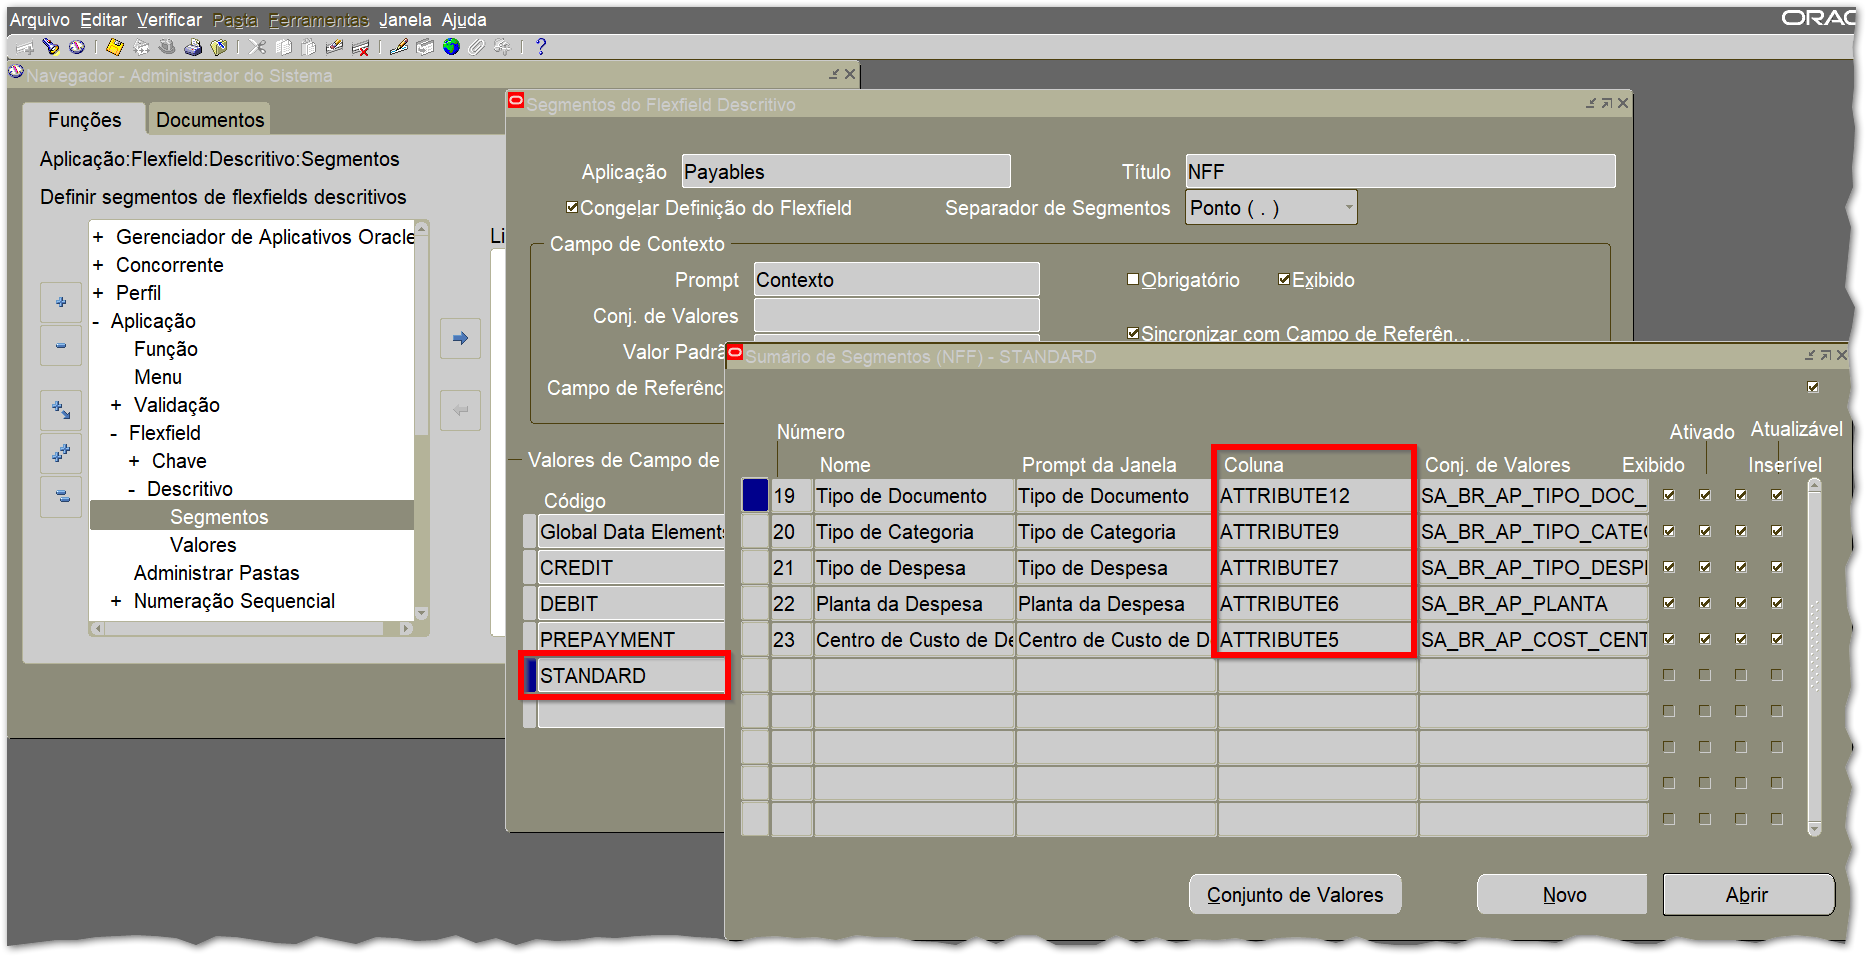 Arquivo Editar Verificar Pasta Ferramentas Janela Ajuda
ORAC
Navegador - Administrador do Sistema
Funções Documentos
Aplicação:Flexfield:Descritivo:Segmentos
Definir segmentos de flexfields descritivos
+ Gerenciador de Aplicativos Oracle
+ Concorrente
+ Perfil
- Aplicação
Função
Menu
+ Validação
- Flexfield
+ Chave
- Descritivo
Segmentos
Valores
Administrar Pastas
+ Numeração Sequencial
Li
Segmentos do Flexfield Descritivo
Aplicação Payables Título NFF
Congelar Definição do Flexfield Separador de Segmentos Ponto ( . )
Campo de Contexto
Prompt Contexto Obrigatório Exibido
Conj. de Valores
Sincronizar com Campo de Referên...
Valor Padrã
Campo de Referênc
Valores de Campo de
Código
Global Data Elements
CREDIT
DEBIT
PREPAYMENT
STANDARD
Sumário de Segmentos (NFF) - STANDARD
Número Ativado Atualizável
Nome Prompt da Janela Coluna Conj. de Valores Exibido Inserível
19 Tipo de Documento Tipo de Documento ATTRIBUTE12 SA_BR_AP_TIPO_DOC_
20 Tipo de Categoria Tipo de Categoria ATTRIBUTE9 SA_BR_AP_TIPO_CATEG
21 Tipo de Despesa Tipo de Despesa ATTRIBUTE7 SA_BR_AP_TIPO_DESPE
22 Planta da Despesa Planta da Despesa ATTRIBUTE6 SA_BR_AP_PLANTA
23 Centro de Custo de De Centro de Custo de D ATTRIBUTE5 SA_BR_AP_COST_CENT
Conjunto de Valores Novo Abrir